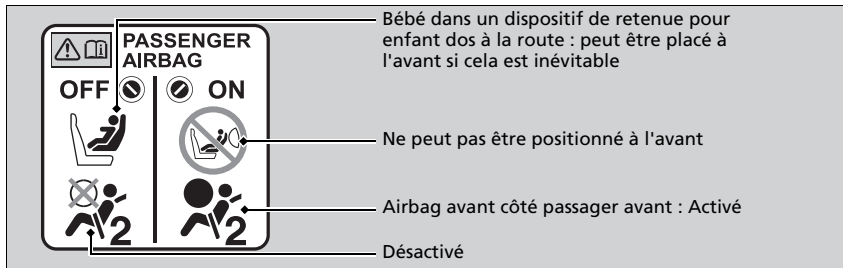 PASSENGER
AIRBAG
OFF ON
2 2
Bébé dans un dispositif de retenue pour
enfant dos à la route : peut être placé à
l'avant si cela est inévitable
Ne peut pas être positionné à l'avant
Airbag avant côté passager avant : Activé
Désactivé